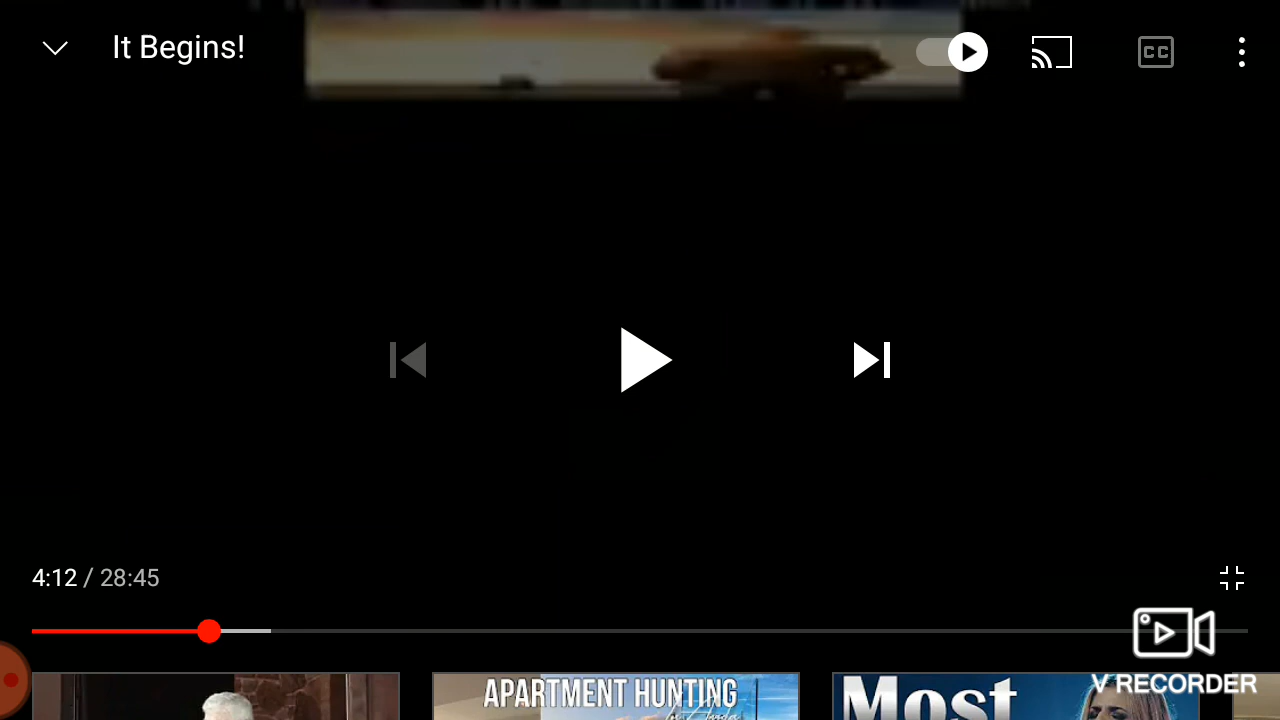 It Begins!
CC
4:12 / 28:45
V RECORDER
APARTMENT HUNTING
Most